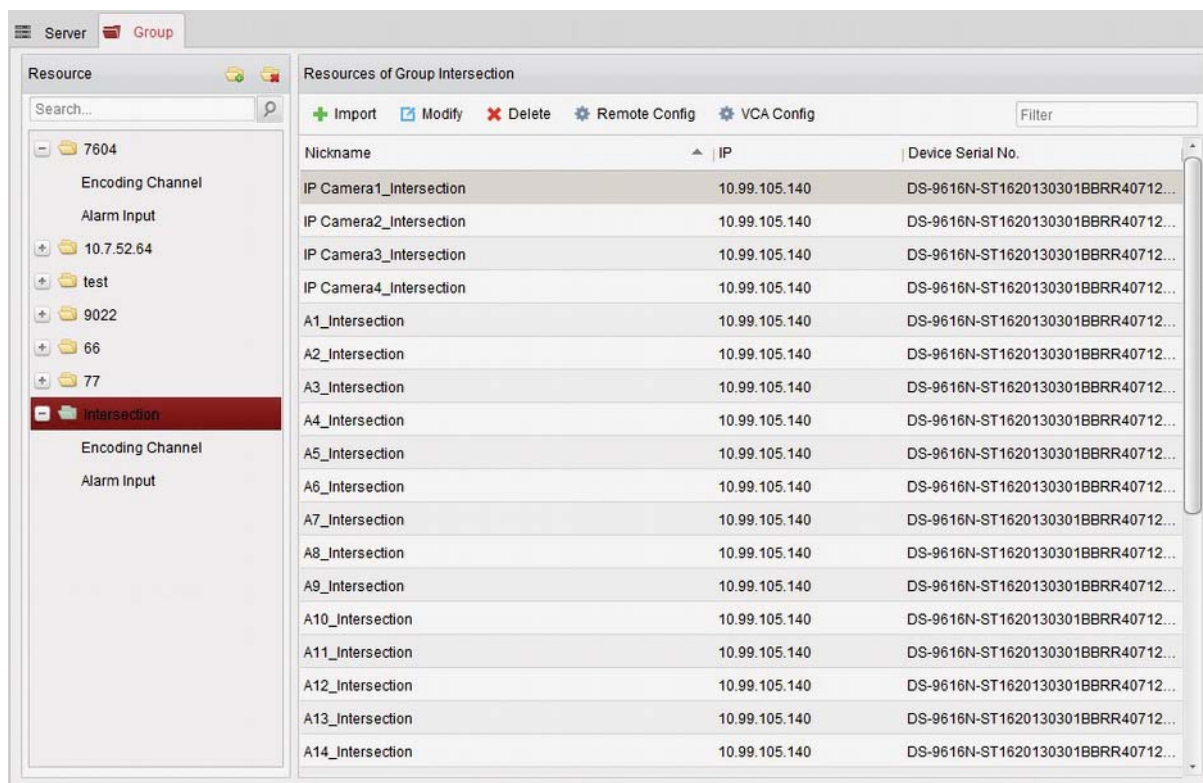 Server Group
Resource
Search...
7604
Encoding Channel
Alarm Input
10.7.52.64
test
9022
66
77
Intersection
Encoding Channel
Alarm Input
Resources of Group Intersection
Import Modify Delete Remote Config VCA Config Filter
Nickname IP Device Serial No.
IP Camera1_Intersection 10.99.105.140 DS-9616N-ST1620130301BBRR40712...
IP Camera2_Intersection 10.99.105.140 DS-9616N-ST1620130301BBRR40712...
IP Camera3_Intersection 10.99.105.140 DS-9616N-ST1620130301BBRR40712...
IP Camera4_Intersection 10.99.105.140 DS-9616N-ST1620130301BBRR40712...
A1_Intersection 10.99.105.140 DS-9616N-ST1620130301BBRR40712...
A2_Intersection 10.99.105.140 DS-9616N-ST1620130301BBRR40712...
A3_Intersection 10.99.105.140 DS-9616N-ST1620130301BBRR40712...
A4_Intersection 10.99.105.140 DS-9616N-ST1620130301BBRR40712...
A5_Intersection 10.99.105.140 DS-9616N-ST1620130301BBRR40712...
A6_Intersection 10.99.105.140 DS-9616N-ST1620130301BBRR40712...
A7_Intersection 10.99.105.140 DS-9616N-ST1620130301BBRR40712...
A8_Intersection 10.99.105.140 DS-9616N-ST1620130301BBRR40712...
A9_Intersection 10.99.105.140 DS-9616N-ST1620130301BBRR40712...
A10_Intersection 10.99.105.140 DS-9616N-ST1620130301BBRR40712...
A11_Intersection 10.99.105.140 DS-9616N-ST1620130301BBRR40712...
A12_Intersection 10.99.105.140 DS-9616N-ST1620130301BBRR40712...
A13_Intersection 10.99.105.140 DS-9616N-ST1620130301BBRR40712...
A14_Intersection 10.99.105.140 DS-9616N-ST1620130301BBRR40712...